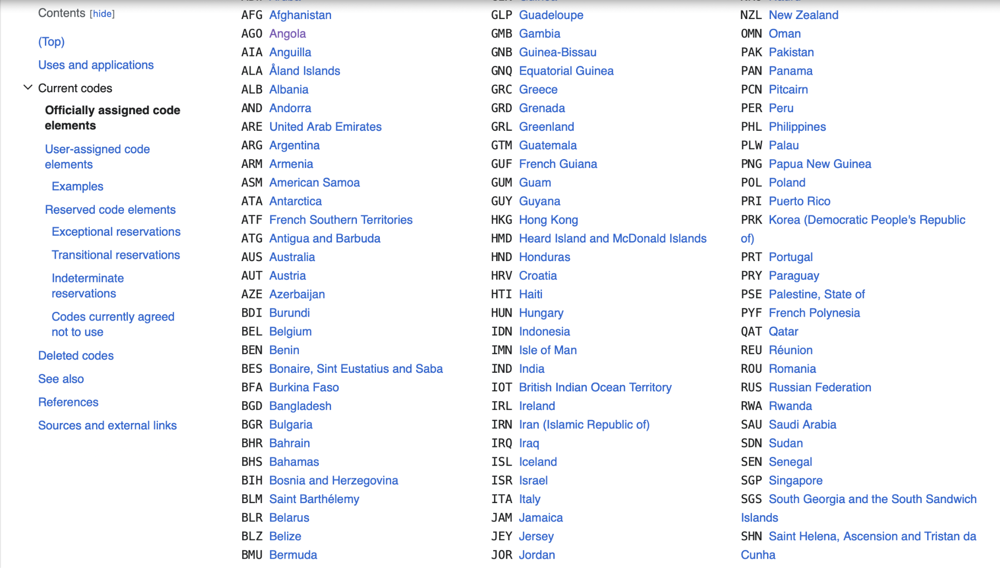 Contents [hide]
(Top)
Uses and applications
Current codes
Officially assigned code
elements
User-assigned code
elements
Examples
Reserved code elements
Exceptional reservations
Transitional reservations
Indeterminate
reservations
Codes currently agreed
not to use
Deleted codes
See also
References
Sources and external links
AFG Afghanistan
AGO Angola
AIA Anguilla
ALA Åland Islands
ALB Albania
AND Andorra
ARE United Arab Emirates
ARG Argentina
ARM Armenia
ASM American Samoa
ATA Antarctica
ATF French Southern Territories
ATG Antigua and Barbuda
AUS Australia
AUT Austria
AZE Azerbaijan
BDI Burundi
BEL Belgium
BEN Benin
BES Bonaire, Sint Eustatius and Saba
BFA Burkina Faso
BGD Bangladesh
BGR Bulgaria
BHR Bahrain
BHS Bahamas
BIH Bosnia and Herzegovina
BLM Saint Barthélemy
BLR Belarus
BLZ Belize
BMU Bermuda
GLP Guadeloupe
GMB Gambia
GNB Guinea-Bissau
GNQ Equatorial Guinea
GRC Greece
GRD Grenada
GRL Greenland
GTM Guatemala
GUF French Guiana
GUM Guam
GUY Guyana
HKG Hong Kong
HMD Heard Island and McDonald Islands
HND Honduras
HRV Croatia
HTI Haiti
HUN Hungary
IDN Indonesia
IMN Isle of Man
IND India
IOT British Indian Ocean Territory
IRL Ireland
IRN Iran (Islamic Republic of)
IRQ Iraq
ISL Iceland
ISR Israel
ITA Italy
JAM Jamaica
JEY Jersey
JOR Jordan
NZL New Zealand
OMN Oman
PAK Pakistan
PAN Panama
PCN Pitcairn
PER Peru
PHL Philippines
PLW Palau
PNG Papua New Guinea
POL Poland
PRI Puerto Rico
PRK Korea (Democratic People's Republic
of)
PRT Portugal
PRY Paraguay
PSE Palestine, State of
PYF French Polynesia
QAT Qatar
REU Réunion
ROU Romania
RUS Russian Federation
RWA Rwanda
SAU Saudi Arabia
SDN Sudan
SEN Senegal
SGP Singapore
SGS South Georgia and the South Sandwich
Islands
SHN Saint Helena, Ascension and Tristan da
Cunha